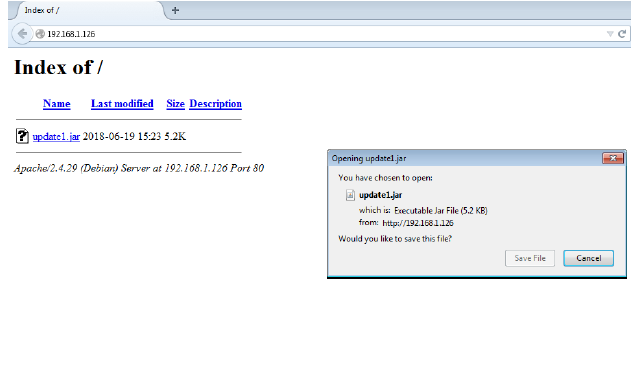 Index of /
192.168.1.126
Index of /
Name Last modified Size Description
update1.jar 2018-06-19 15:23 5.2K
Apache/2.4.29 (Debian) Server at 192.168.1.126 Port 80
Opening update1.jar
You have chosen to open:
update1.jar
which is: Executable Jar File (5.2 KB)
from: http://192.168.1.126
Would you like to save this file?
Save File Cancel